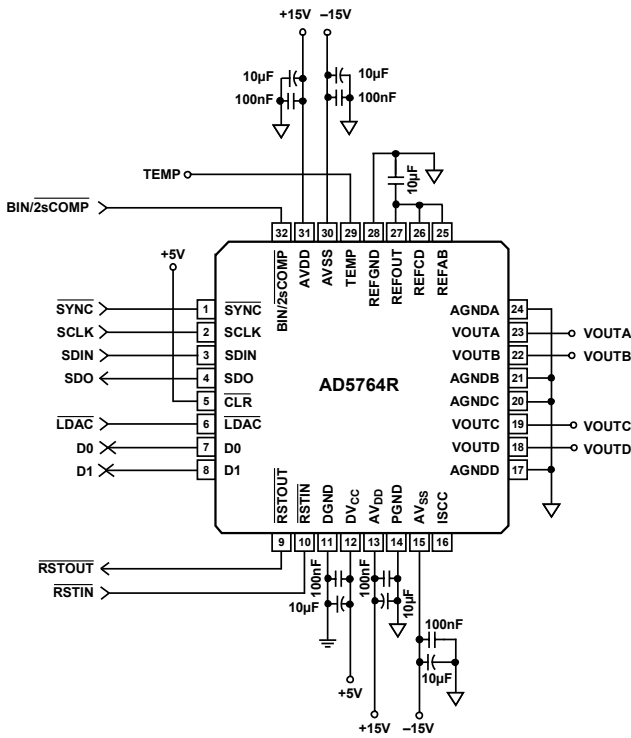 +15V –15V
10µF 10µF
100nF 100nF
TEMP
10µF
BIN/2sCOMP
32 31 30 29 28 27 26 25
+5V
BIN/2sCOMP AVDD AVSS TEMP REFGND REFOUT REFCD REFAB
SYNC 1 SYNC AGNDA 24
SCLK 2 SCLK VOUTA 23 VOUTA
SDIN 3 SDIN VOUTB 22 VOUTB
SDO 4 SDO AGNDB 21
AD5764R
5 CLR AGNDC 20
LDAC 6 LDAC VOUTC 19 VOUTC
D0 7 D0 VOUTD 18 VOUTD
D1 8 D1 AGNDD 17
RSTOUT RSTIN DGND DVCC AVDD PGND AVSS ISCC
9 10 11 12 13 14 15 16
RSTOUT
RSTIN
100nF 100nF
10µF 10µF
100nF
10µF
+5V
+15V –15V